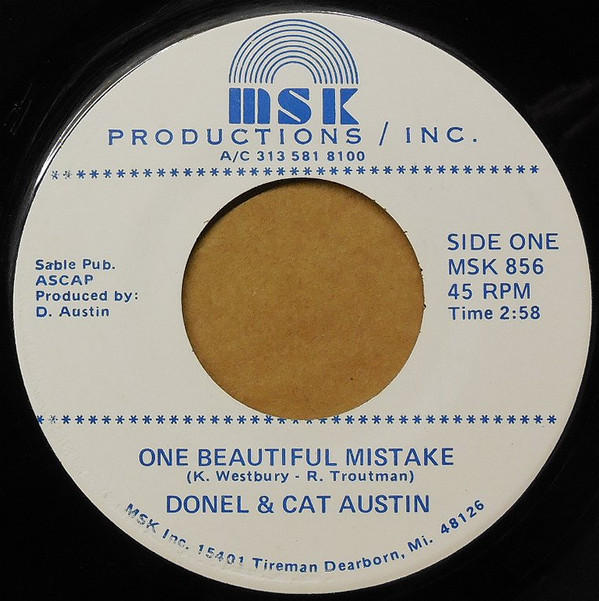 MSK
PRODUCTIONS / INC.
A/C 313 581 8100
Sable Pub.
ASCAP
Produced by:
D. Austin
SIDE ONE
MSK 856
45 RPM
Time 2:58
ONE BEAUTIFUL MISTAKE
(K. Westbury - R. Troutman)
DONEL & CAT AUSTIN
MSK Inc. 15401 Tireman Dearborn, Mi. 48126